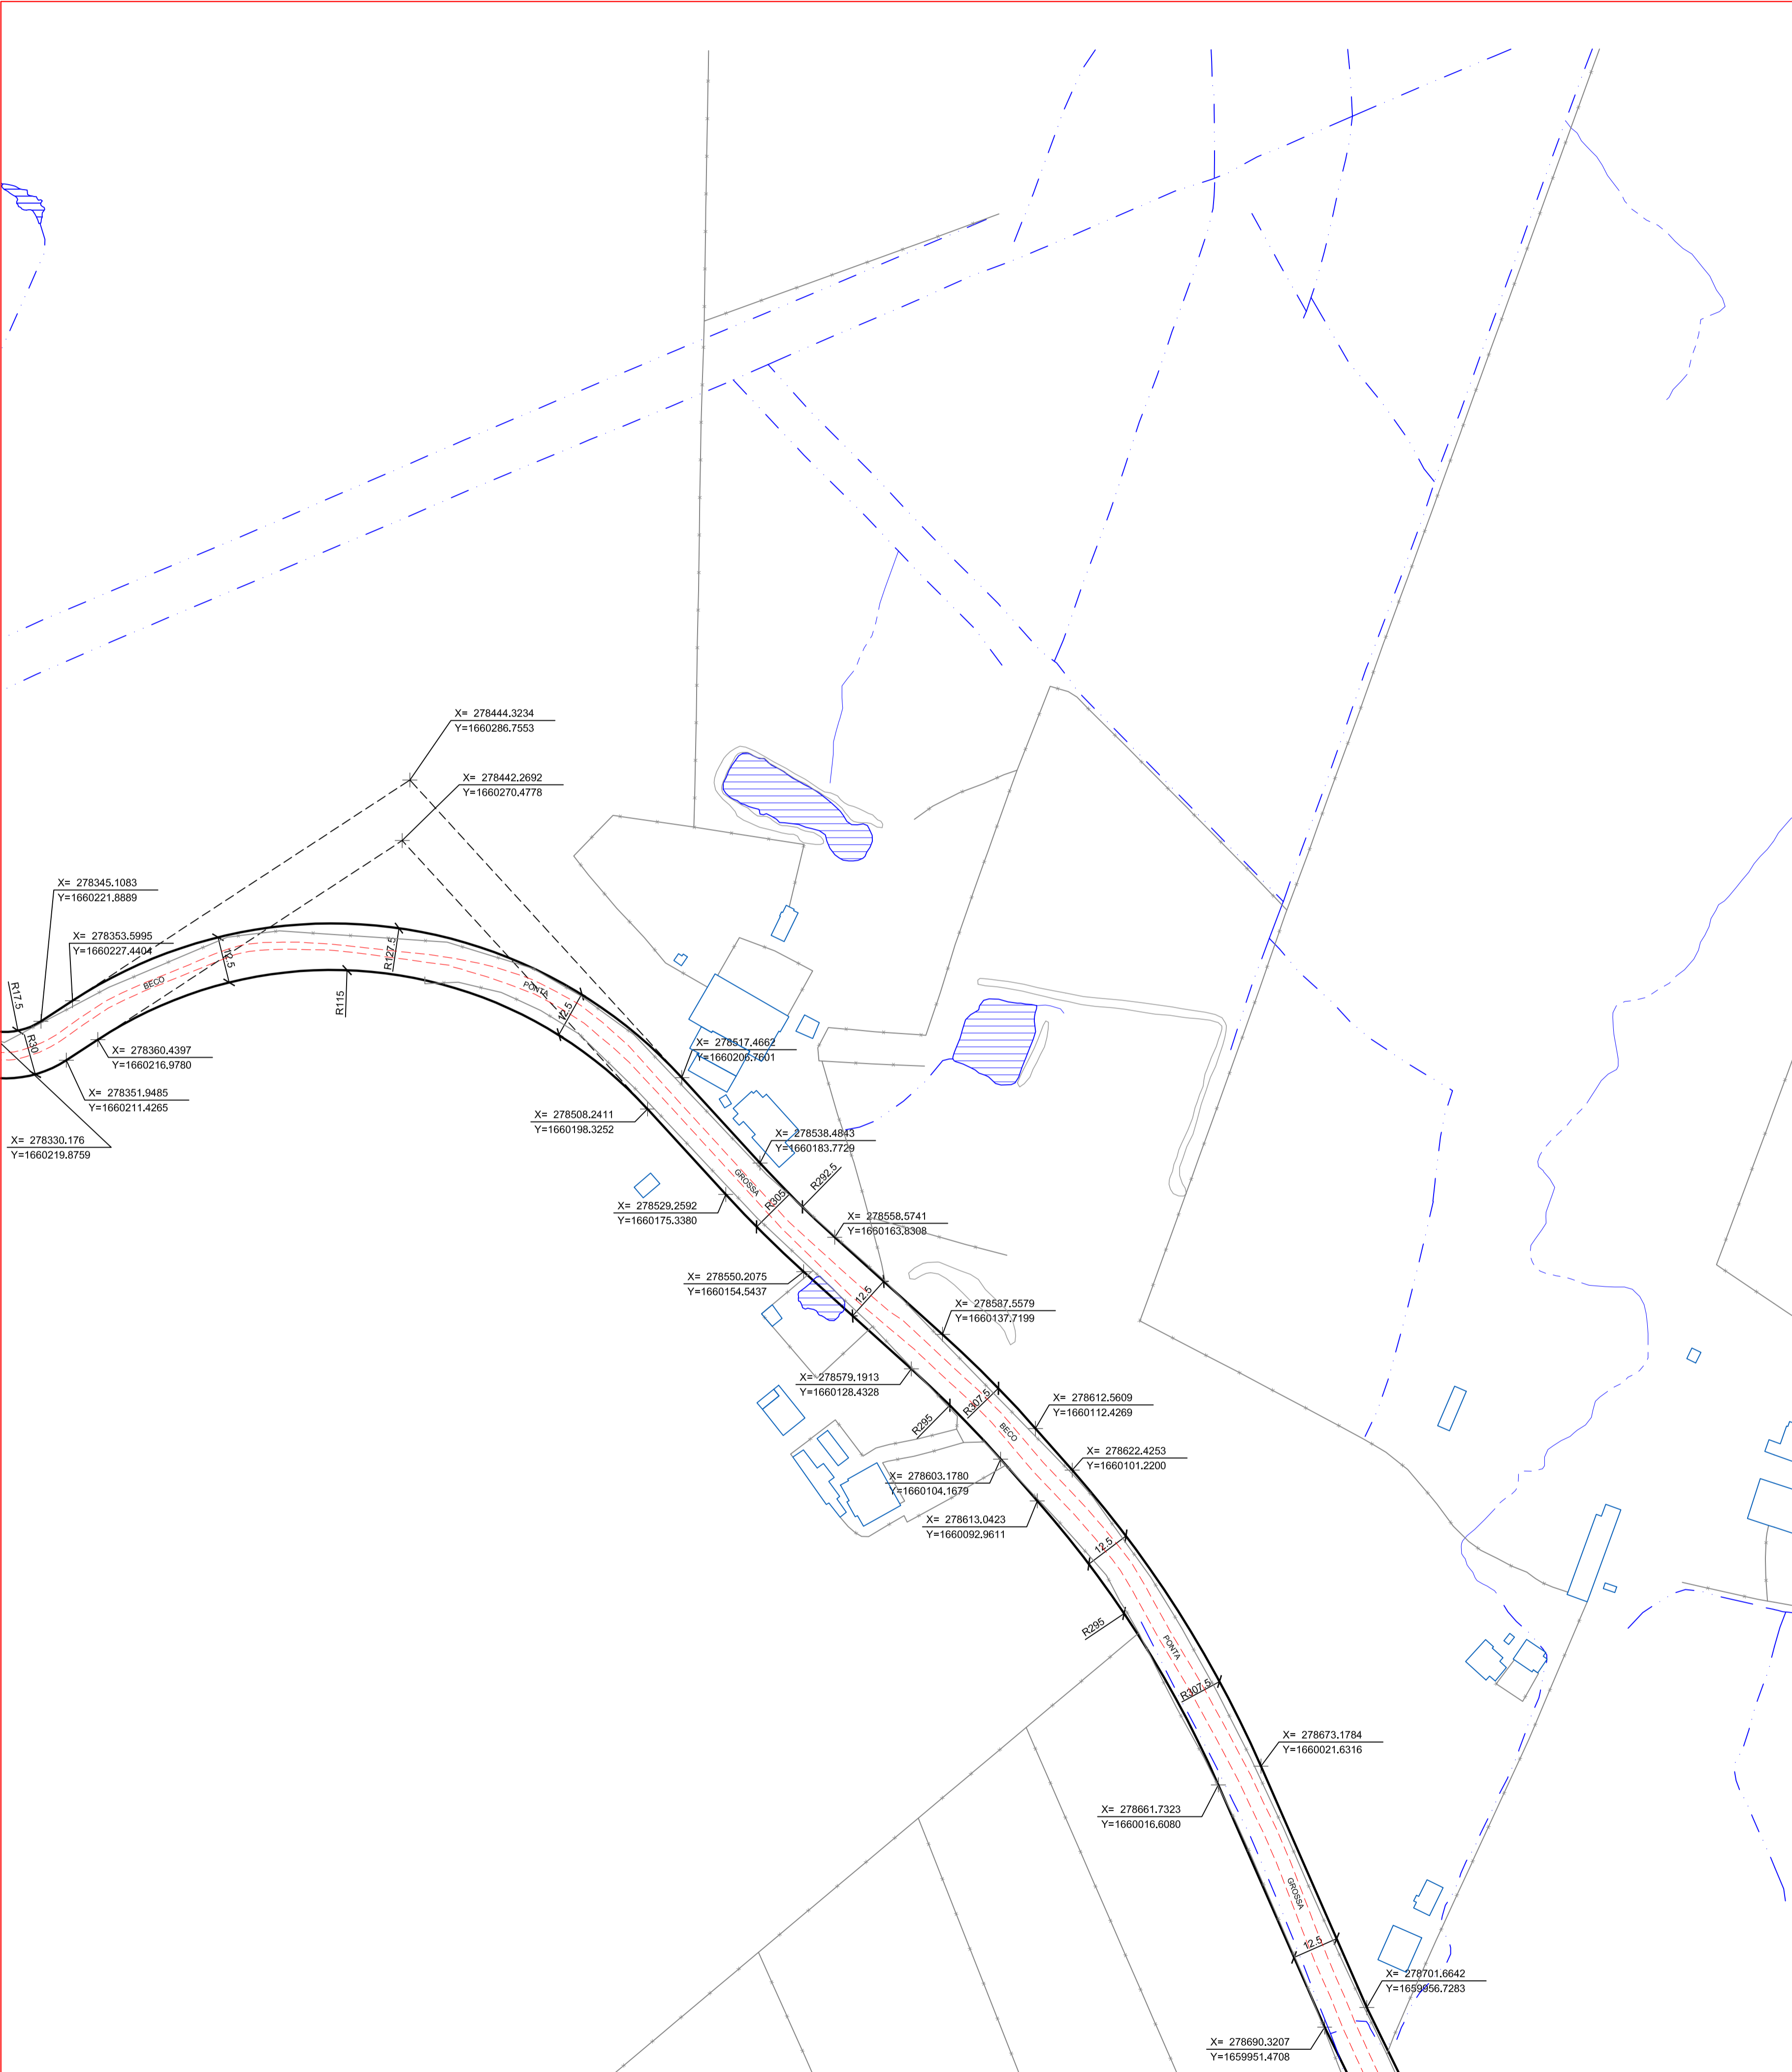 X= 278444.3234
Y=1660286.7553
X= 278442.2692
Y=1660270.4778
X= 278345.1083
Y=1660221.8889
X= 278353.5995
Y=1660227.4404
12.5
R127.5
R17.5
BECO
PONTA
R115
12.5
R30
X= 278360.4397
Y=1660216.9780
X= 278517.4662
Y=1660206.7601
X= 278351.9485
Y=1660211.4265
X= 278508.2411
Y=1660198.3252
X= 278330.176
Y=1660219.8759
X= 278538.4843
Y=1660183.7729
GROSSA
R305
R292.5
X= 278529.2592
Y=1660175.3380
X= 278558.5741
Y=1660163.8308
X= 278550.2075
Y=1660154.5437
12.5
X= 278587.5579
Y=1660137.7199
X= 278579.1913
Y=1660128.4328
R307.5
X= 278612.5609
Y=1660112.4269
R295
BECO
X= 278622.4253
Y=1660101.2200
X= 278603.1780
Y=1660104.1679
X= 278613.0423
Y=1660092.9611
12.5
R295
PONTA
R307.5
X= 278673.1784
Y=1660021.6316
X= 278661.7323
Y=1660016.6080
GROSSA
12.5
X= 278701.6642
Y=1659956.7283
X= 278690.3207
Y=1659951.4708